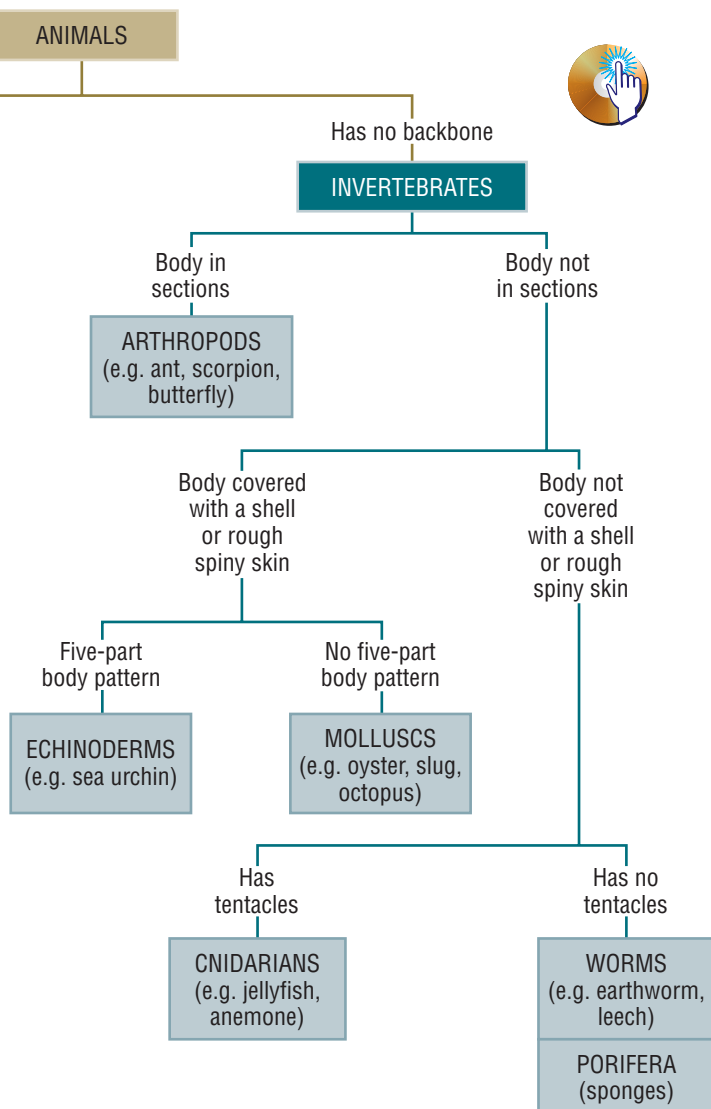 ANIMALS
Has no backbone
INVERTEBRATES
Body in
sections
Body not
in sections
ARTHROPODS
(e.g. ant, scorpion,
butterfly)
Body covered
with a shell
or rough
spiny skin
Body not
covered
with a shell
or rough
spiny skin
Five-part
body pattern
No five-part
body pattern
ECHINODERMS
(e.g. sea urchin)
MOLLUSCS
(e.g. oyster, slug,
octopus)
Has
tentacles
Has no
tentacles
CNIDARIANS
(e.g. jellyfish,
anemone)
WORMS
(e.g. earthworm,
leech)
PORIFERA
(sponges)